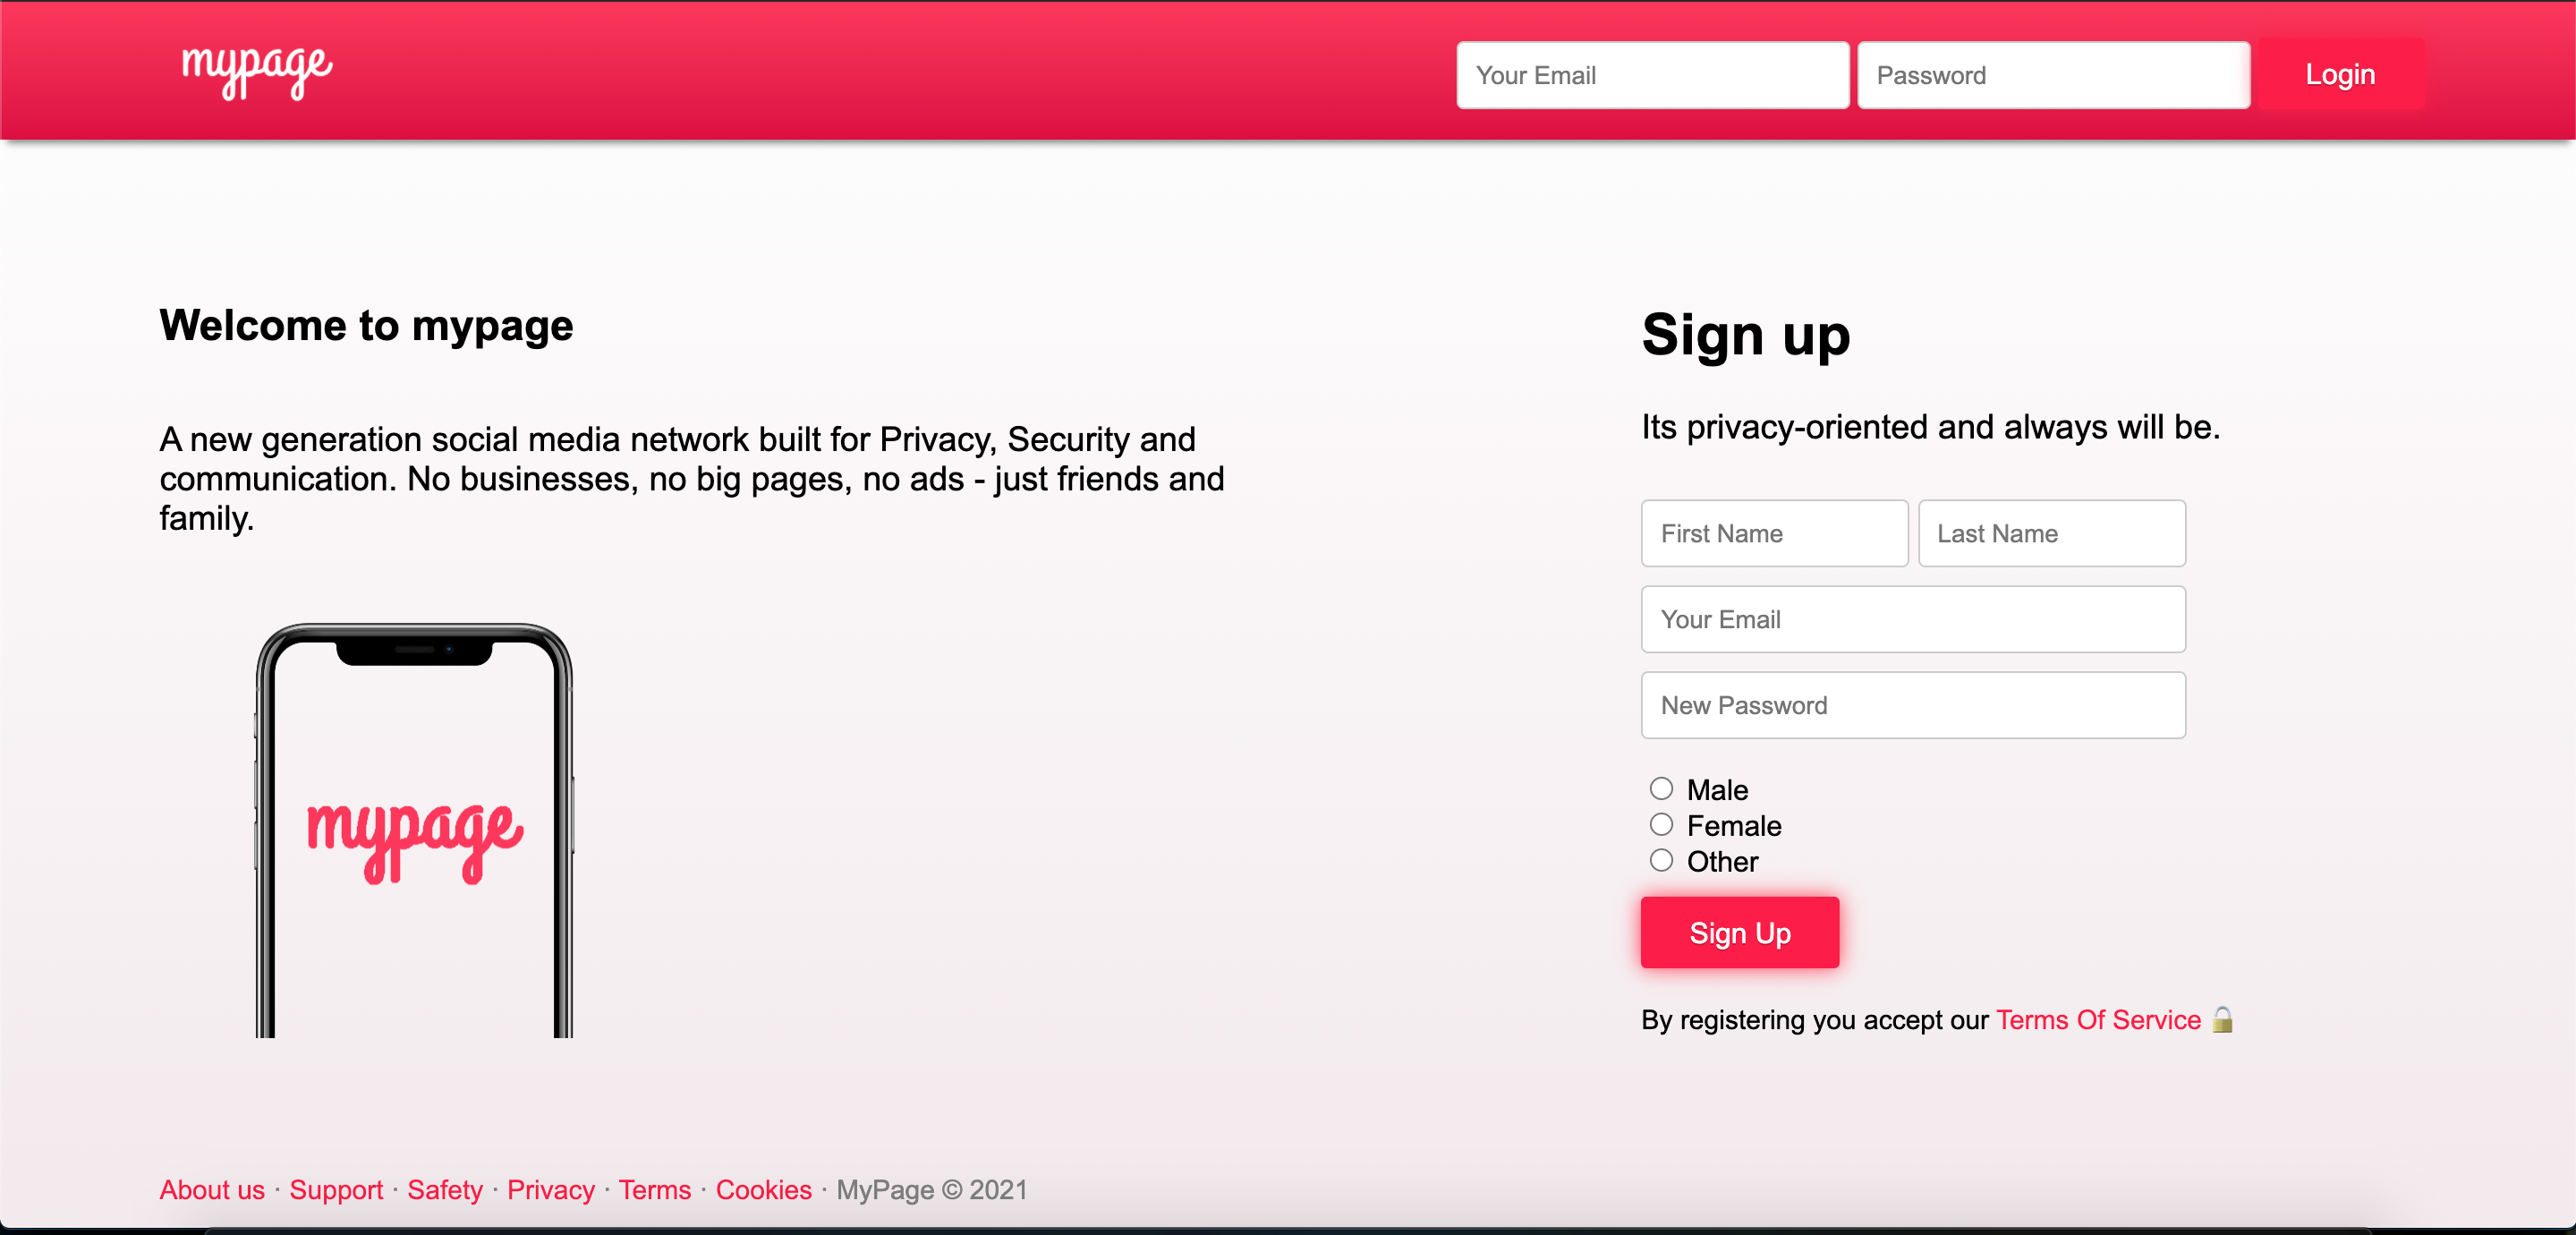 mypage
Your Email
Password
Login
Welcome to mypage
A new generation social media network built for Privacy, Security and
communication. No businesses, no big pages, no ads - just friends and
family.
mypage
Sign up
Its privacy-oriented and always will be.
First Name
Last Name
Your Email
New Password
Male
Female
Other
Sign Up
By registering you accept our Terms Of Service 🔒
About us · Support · Safety · Privacy · Terms · Cookies · MyPage © 2021